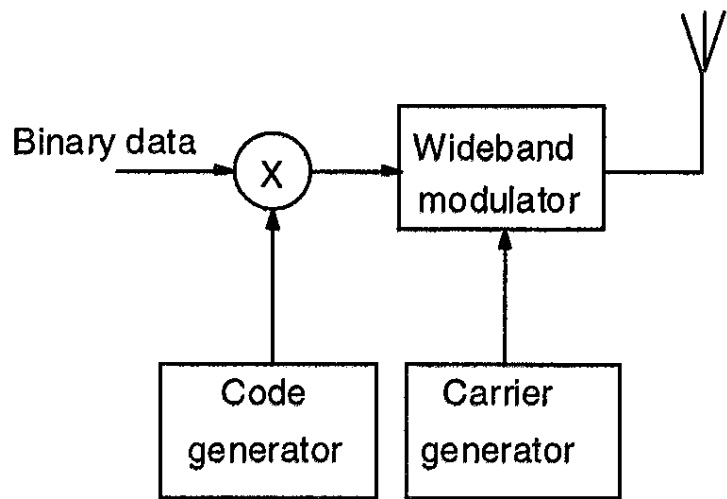 Binary data
X
Wideband
modulator
Code
generator
Carrier
generator